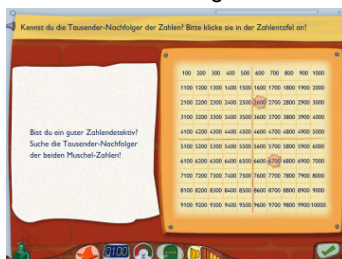 Kennst du die Tausender-Nachfolger der Zahlen? Bitte klicke sie in der Zahlentafel an!
Bist du ein guter Zahlendetektiv?
Suche die Tausender-Nachfolger
der beiden Muschel-Zahlen!
100 200 300 400 500 600 700 800 900 1000
1100 1200 1300 1400 1500 1600 1700 1800 1900 2000
2100 2200 2300 2400 2500 2600 2700 2800 2900 3000
3100 3200 3300 3400 3500 3600 3700 3800 3900 4000
4100 4200 4300 4400 4500 4600 4700 4800 4900 5000
5100 5200 5300 5400 5500 5600 5700 5800 5900 6000
6100 6200 6300 6400 6500 6600 6700 6800 6900 7000
7100 7200 7300 7400 7500 7600 7700 7800 7900 8000
8100 8200 8300 8400 8500 8600 8700 8800 8900 9000
9100 9200 9300 9400 9500 9600 9700 9800 9900 10000